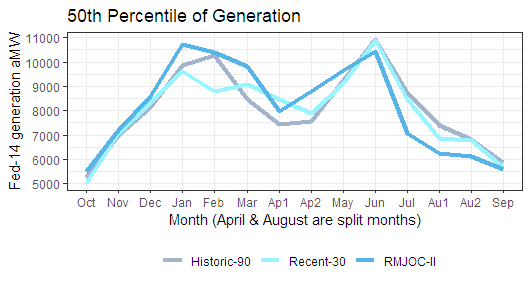 50th Percentile of Generation
Fed-14 generation aMW
11000
10000
9000
8000
7000
6000
5000
Oct Nov Dec Jan Feb Mar Ap1 Ap2 May Jun Jul Au1 Au2 Sep
Month (April & August are split months)
Historic-90 Recent-30 RMJOC-II